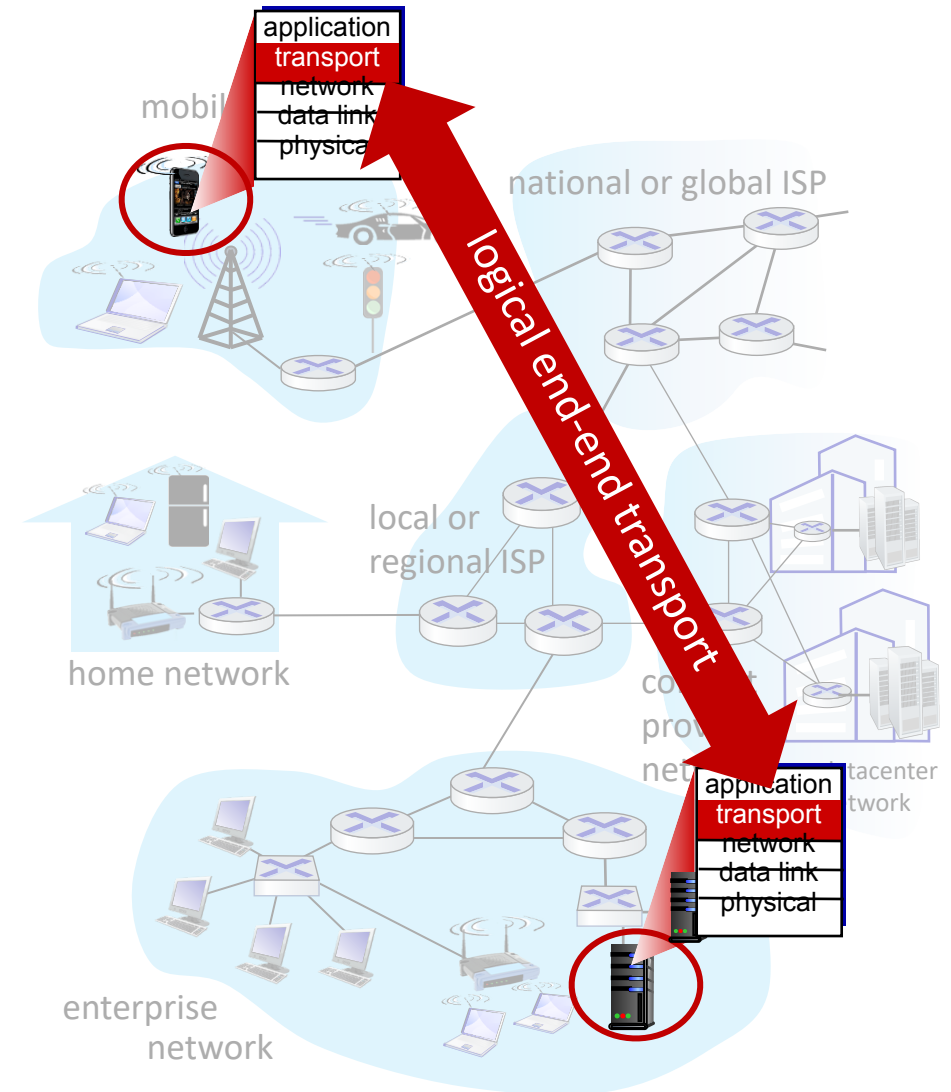 application
transport
network
data link
physical
mobil
national or global ISP
logical end-end transport
local or
regional ISP
home network
application
transport
network
data link
physical
enterprise
network